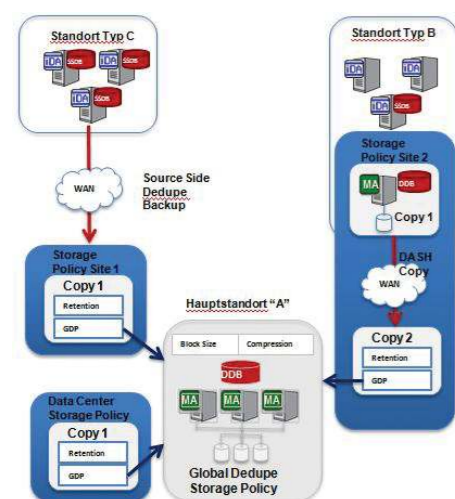 Standort Typ C
iDA
SSDB
iDA
SSDB
iDA
SSDB
WAN
Source Side
Dedupe
Backup
Storage
Policy Site 1
Copy 1
Retention
GDP
Data Center
Storage Policy
Copy 1
Retention
GDP
Hauptstandort “A”
Block Size
Compression
DDB
MA
MA
MA
Global Dedupe
Storage Policy
Standort Typ B
iDA
iDA
iDA
SSDB
Storage
Policy Site 2
MA
DDB
Copy 1
DASH
Copy
WAN
Copy 2
Retention
GDP